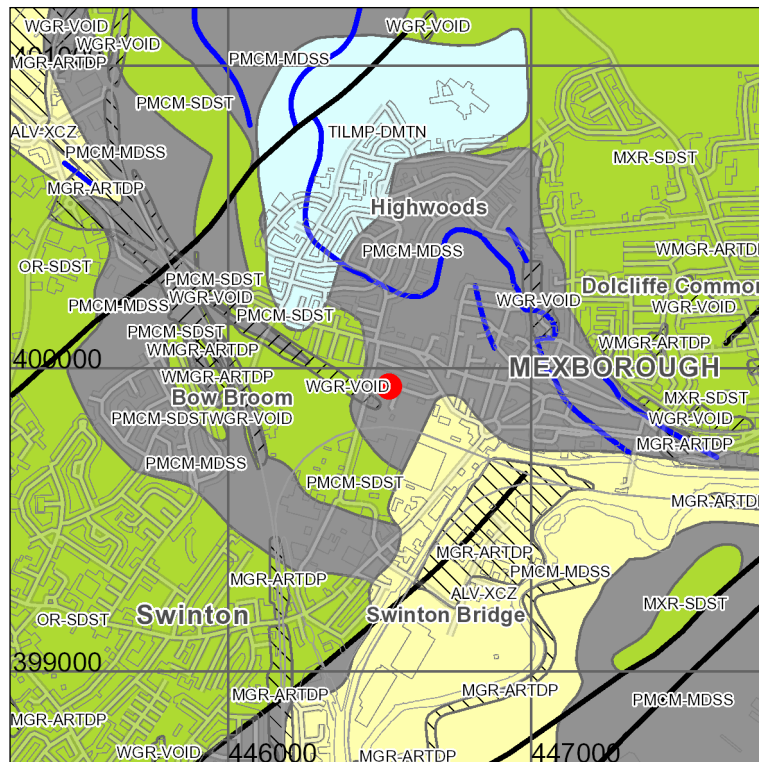 WGR-VOID
WGR-VOID
401000
MGR-ARTDP
PMCM-MDSS
PMCM-SDST
ALV-XCZ
TILMP-DMTN
PMCM-MDSS
MXR-SDST
MGR-ARTDP
Highwoods
PMCM-MDSS
WMGR-ARTDP
OR-SDST
PMCM-SDST
Dolcliffe Common
WGR-VOID
WGR-VOID
PMCM-MDSS
WGR-VOID
PMCM-SDST
PMCM-SDST
WMGR-ARTDP
WMGR-ARTDP
400000
MEXBOROUGH
WMGR-ARTDP
WGR-VOID
Bow Broom
MXR-SDST
PMCM-SDST
WGR-VOID
WGR-VOID
MGR-ARTDP
PMCM-MDSS
PMCM-SDST
MGR-ARTDP
MGR-ARTDP
PMCM-MDSS
MGR-ARTDP
ALV-XCZ
MXR-SDST
OR-SDST
Swinton
Swinton Bridge
399000
MGR-ARTDP
MGR-ARTDP
PMCM-MDSS
MGR-ARTDP
WGR-VOID
446000
MGR-ARTDP
447000